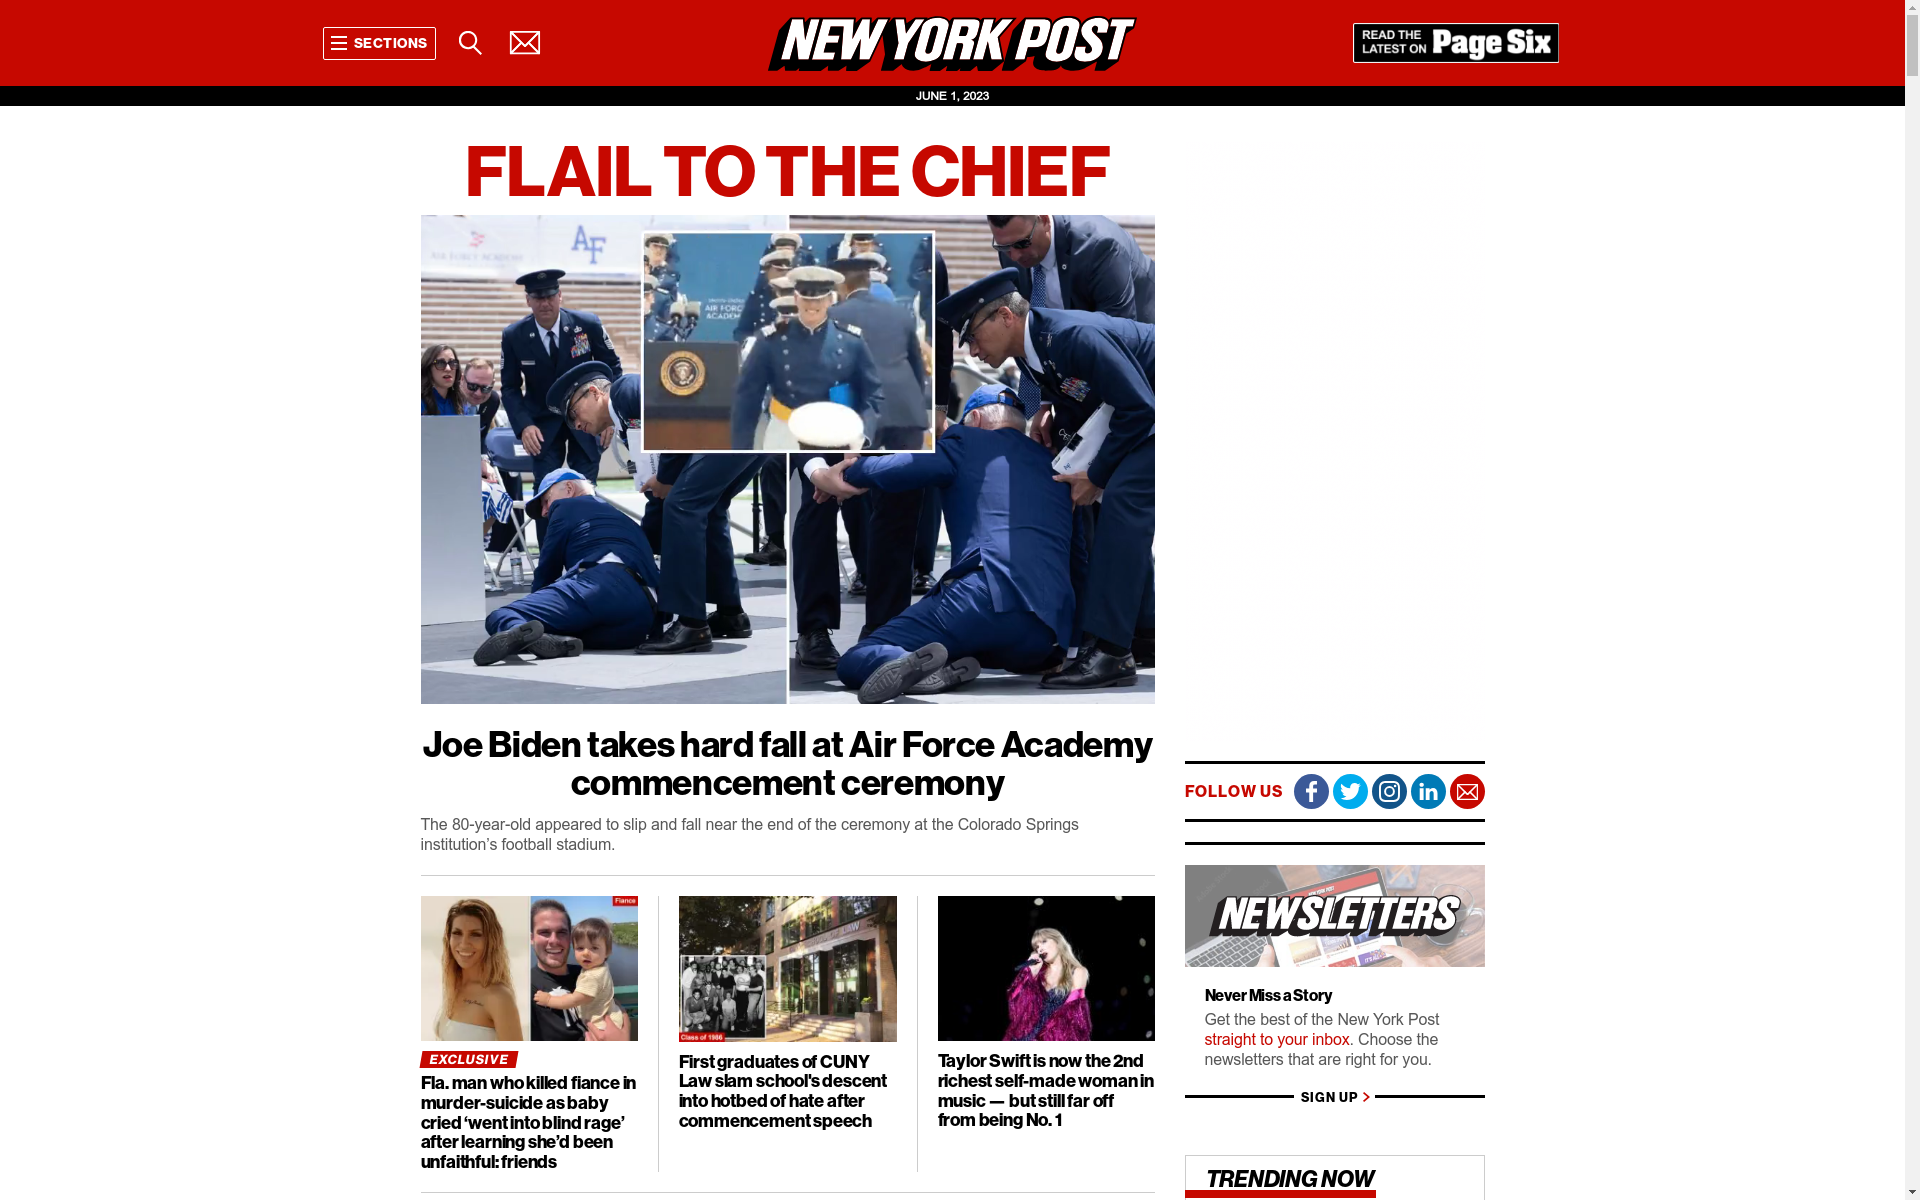 SECTIONS
NEW YORK POST
READ THE
LATEST ON Page Six
JUNE 1, 2023
FLAIL TO THE CHIEF
AIR FORCE ACADEMY
AF
AIR FORCE
ACADEMY
Joe Biden takes hard fall at Air Force Academy
commencement ceremony
The 80-year-old appeared to slip and fall near the end of the ceremony at the Colorado Springs
institution’s football stadium.
Fiance
EXCLUSIVE
Fla. man who killed fiance in
murder-suicide as baby
cried ‘went into blind rage’
after learning she’d been
unfaithful: friends
Class of 1986
First graduates of CUNY
Law slam school's descent
into hotbed of hate after
commencement speech
Taylor Swift is now the 2nd
richest self-made woman in
music — but still far off
from being No. 1
FOLLOW US
NEW YORK POST
NEWSLETTERS
Never Miss a Story
Get the best of the New York Post
straight to your inbox. Choose the
newsletters that are right for you.
SIGN UP
TRENDING NOW